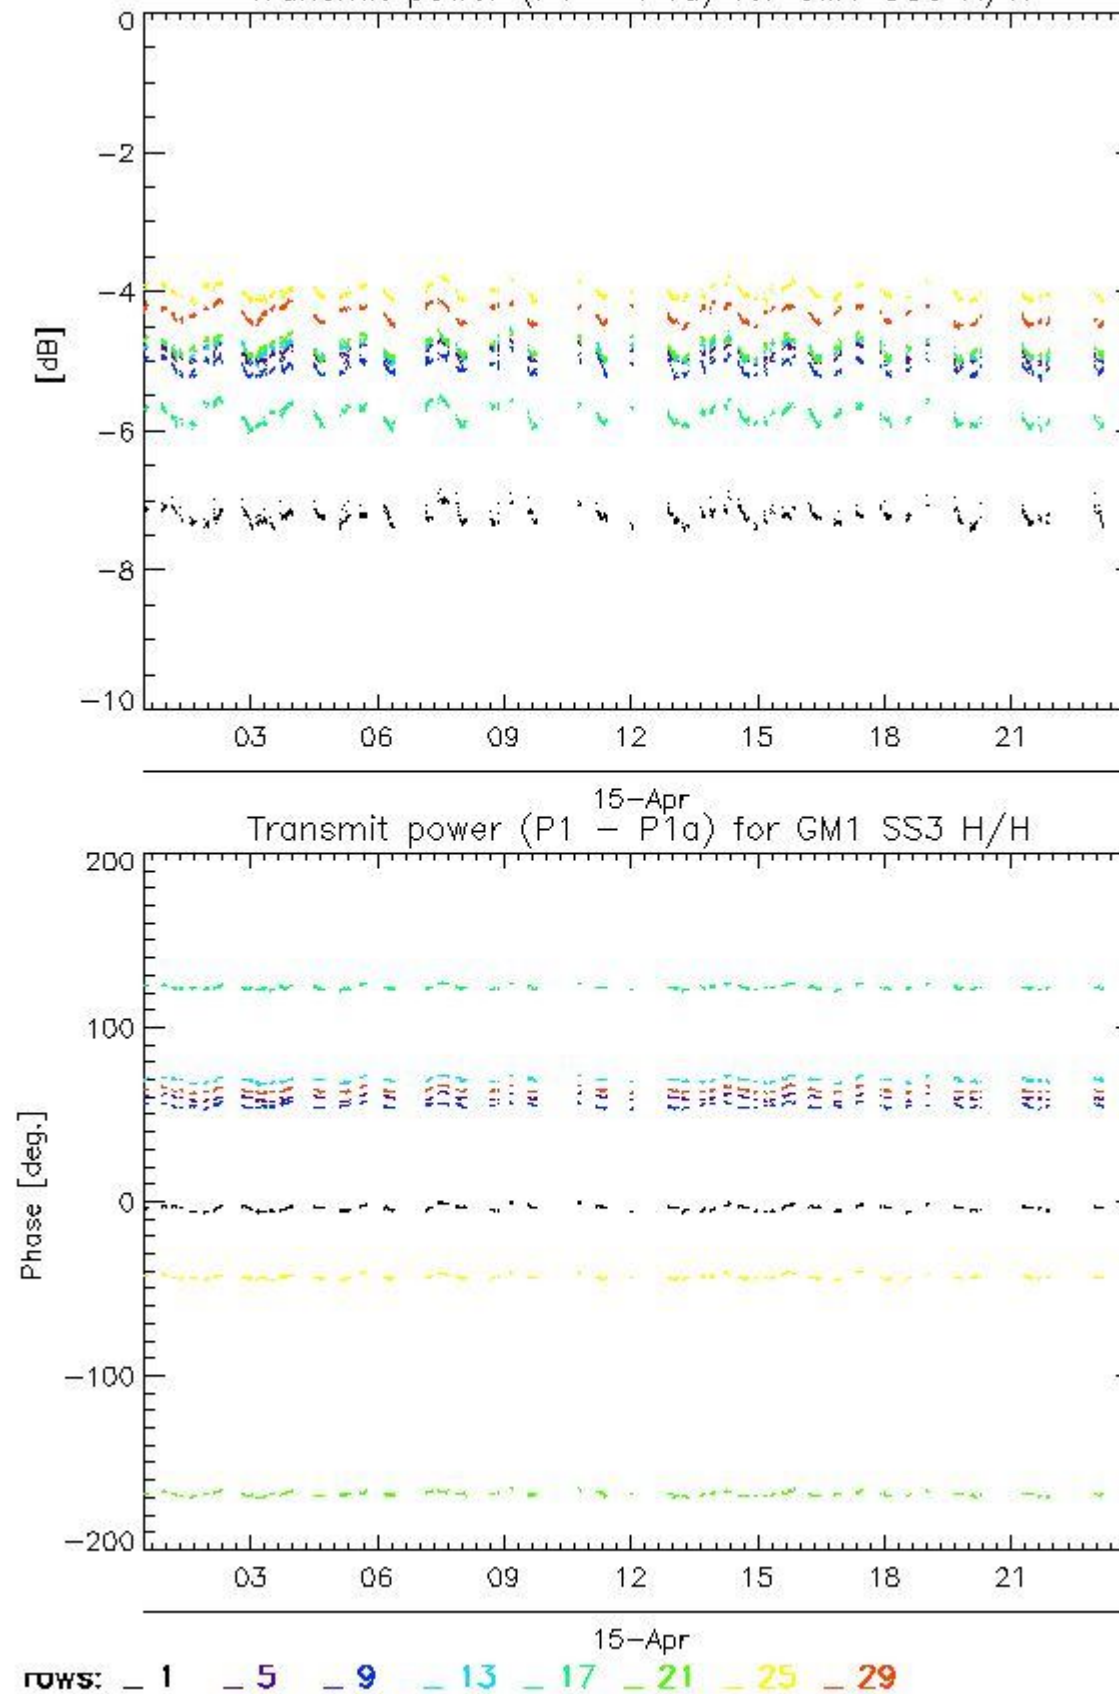 0
−2
−4
[dB]
−6
−8
−10
03 06 09 12 15 18 21
15−Apr
Transmit power (P1 − P1a) for GM1 SS3 H/H
200
100
0
Phase [deg.]
−100
−200
03 06 09 12 15 18 21
15−Apr
rows: _ 1 _ 5 _ 9 _ 13 _ 17 _ 21 _ 25 _ 29